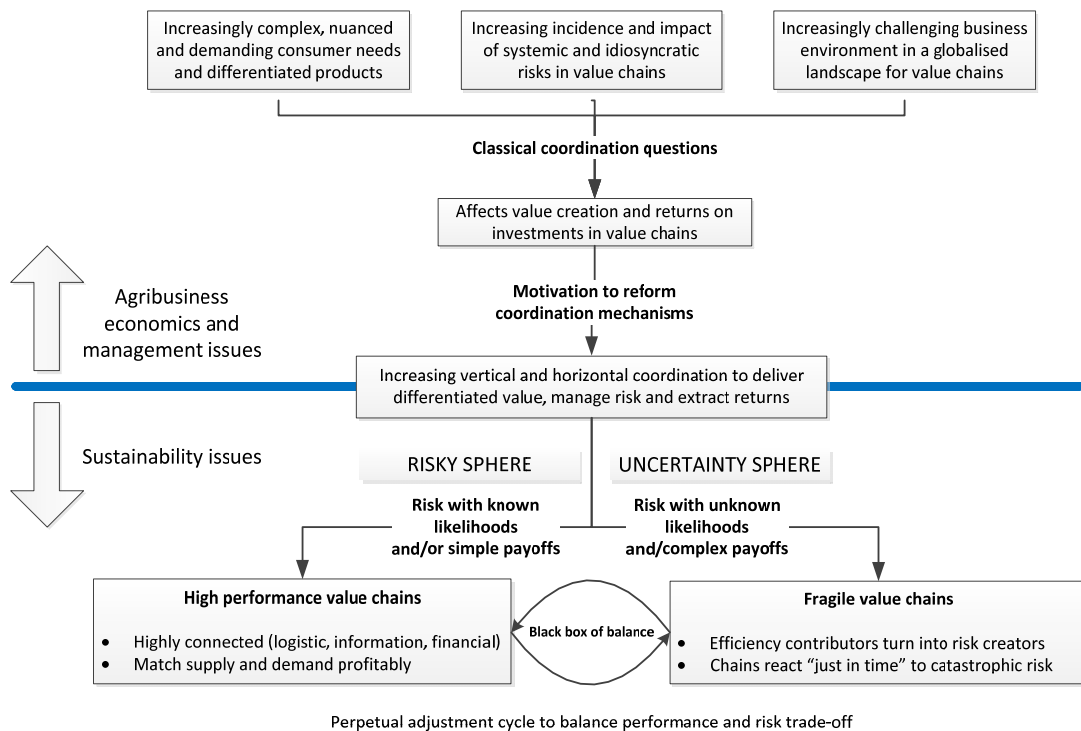 Increasingly complex, nuanced
and demanding consumer needs
and differentiated products
Increasing incidence and impact
of systemic and idiosyncratic
risks in value chains
Increasingly challenging business
environment in a globalised
landscape for value chains
Classical coordination questions
Affects value creation and returns on
investments in value chains
Motivation to reform
coordination mechanisms
Agribusiness
economics and
management issues
Increasing vertical and horizontal coordination to deliver
differentiated value, manage risk and extract returns
Sustainability issues
RISKY SPHERE
UNCERTAINTY SPHERE
Risk with known
likelihoods
and/or simple payoffs
Risk with unknown
likelihoods
and/complex payoffs
High performance value chains
• Highly connected (logistic, information, financial)
• Match supply and demand profitably
Black box of balance
Fragile value chains
• Efficiency contributors turn into risk creators
• Chains react “just in time” to catastrophic risk
Perpetual adjustment cycle to balance performance and risk trade-off